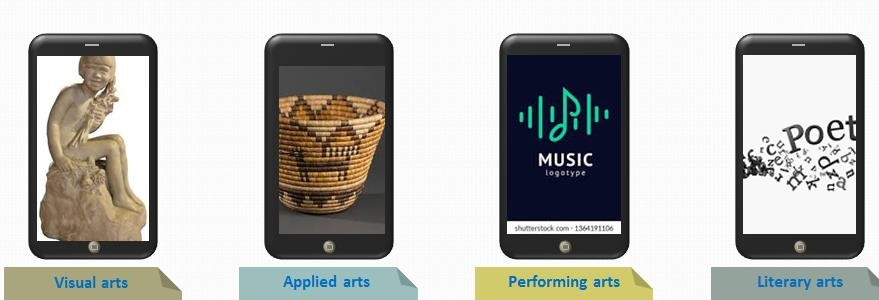 MUSIC
logotype
shutterstock.com · 1364191106
Poet
Visual arts
Applied arts
Performing arts
Literary arts